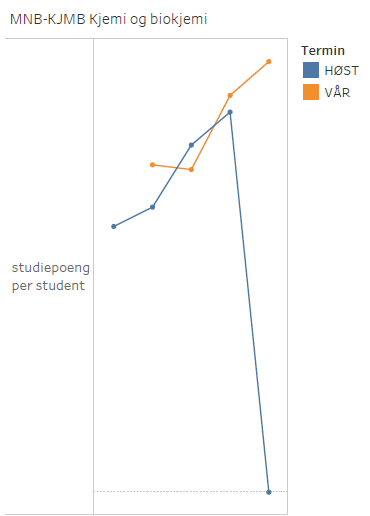 MNB-KJMB Kjemi og biokjemi
Termin
HØST
VÅR
studiepoeng
per student